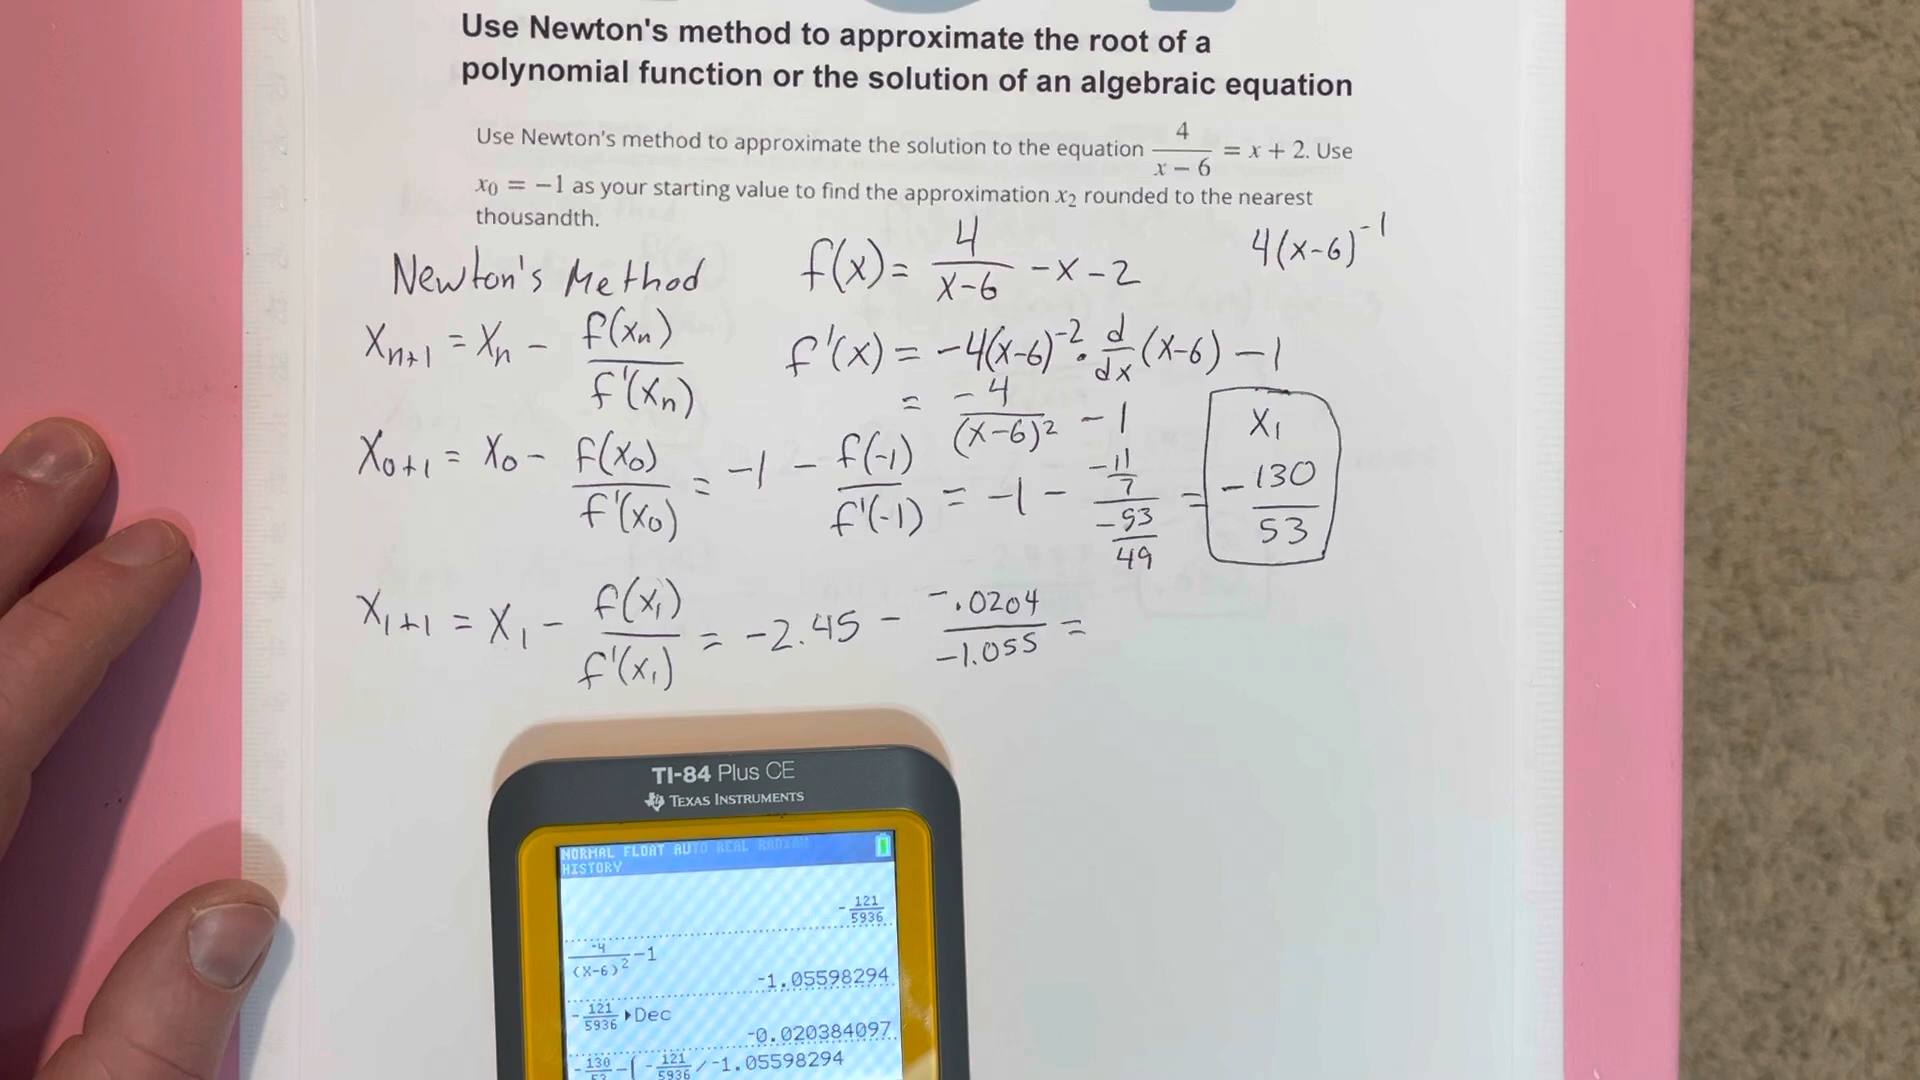 Use Newton's method to approximate the root of a
polynomial function or the solution of an algebraic equation
Use Newton's method to approximate the solution to the equation 4/(x − 6) = x + 2. Use
x₀ = −1 as your starting value to find the approximation x₂ rounded to the nearest
thousandth.
4(x-6)^-1
Newton's Method
f(x) = 4/(x-6) - x - 2
Xn+1 = Xn - f(xn)/f'(xn)
f'(x) = -4(x-6)^-2 · d/dx (x-6) - 1
= -4/(x-6)² - 1
X0+1 = X0 - f(x0)/f'(x0) = -1 - f(-1)/f'(-1) = -1 - (-11/7)/(-53/49) =
X₁
-130/53
X1+1 = X₁ - f(x₁)/f'(x₁) = -2.45 - -.0204/-1.055 =
TI-84 Plus CE
TEXAS INSTRUMENTS
NORMAL FLOAT AUTO REAL RADIAN
HISTORY
-121/5936
-4/(X-6)² -1
-1.05598294
-121/5936 ▸Dec
-0.020384097
-130/53-(-121/5936/-1.05598294